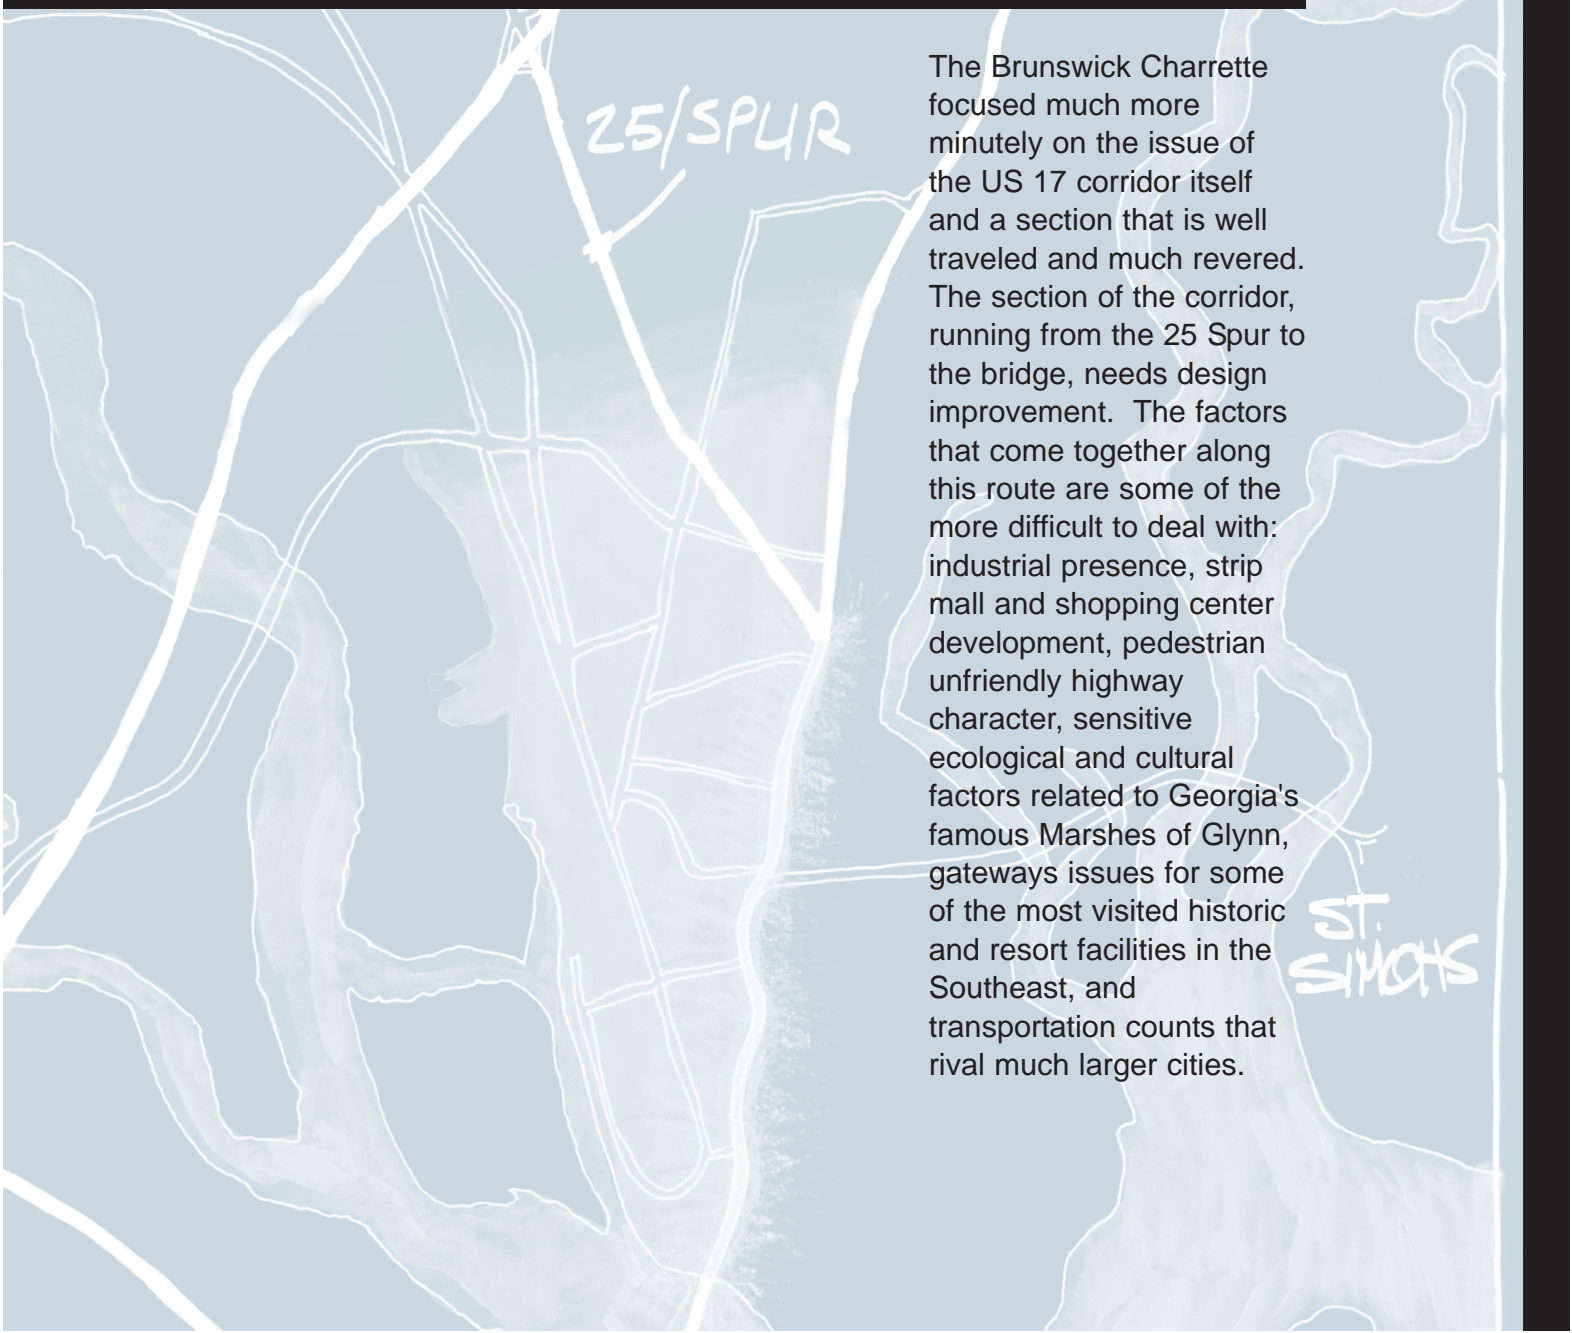 25/SPUR
The Brunswick Charrette
focused much more
minutely on the issue of
the US 17 corridor itself
and a section that is well
traveled and much revered.
The section of the corridor,
running from the 25 Spur to
the bridge, needs design
improvement.  The factors
that come together along
this route are some of the
more difficult to deal with:
industrial presence, strip
mall and shopping center
development, pedestrian
unfriendly highway
character, sensitive
ecological and cultural
factors related to Georgia's
famous Marshes of Glynn,
gateways issues for some
of the most visited historic
and resort facilities in the
Southeast, and
transportation counts that
rival much larger cities.
ST.
SIMONS